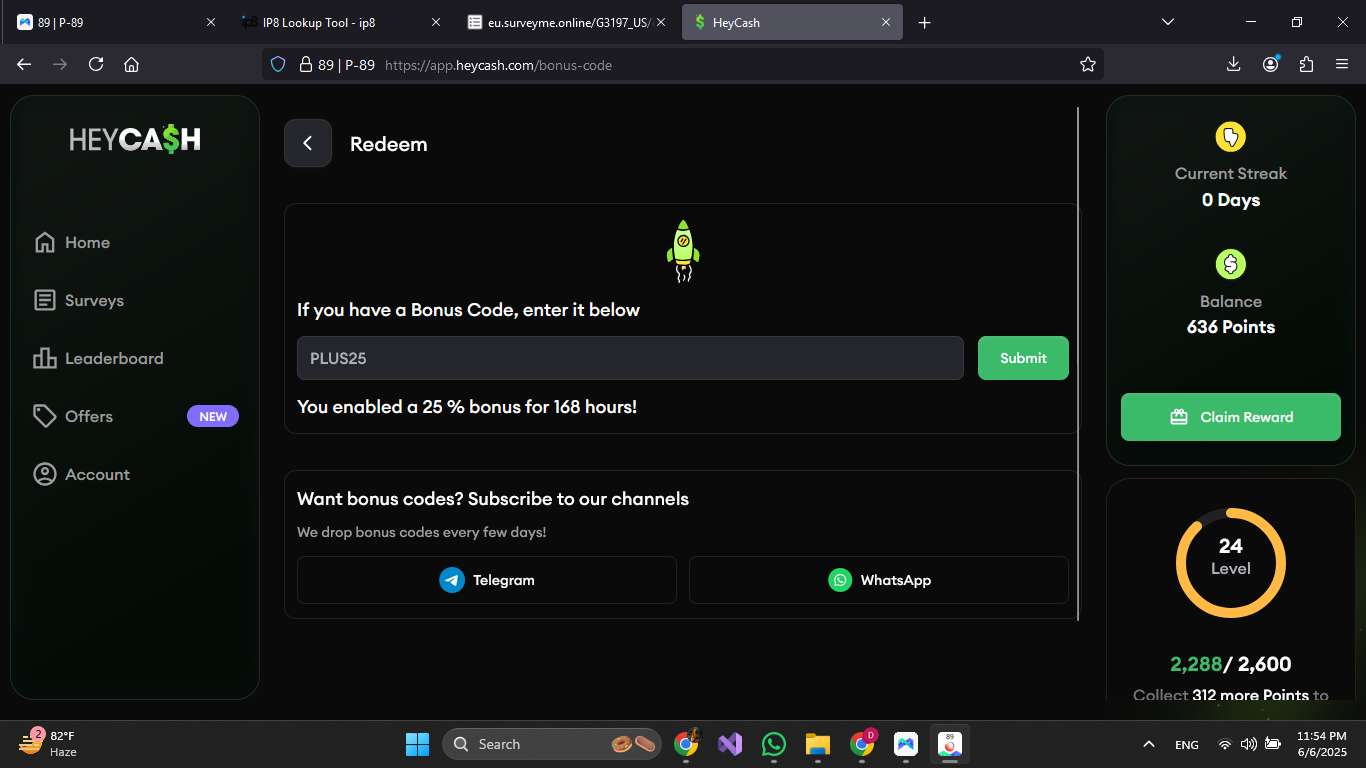 89 | P-89
IP8 Lookup Tool - ip8
eu.surveyme.online/G3197_US/
HeyCash
89 | P-89
https://app.heycash.com/bonus-code
HEYCA$H
Home
Surveys
Leaderboard
Offers
NEW
Account
Redeem
If you have a Bonus Code, enter it below
PLUS25
Submit
You enabled a 25 % bonus for 168 hours!
Want bonus codes? Subscribe to our channels
We drop bonus codes every few days!
Telegram
WhatsApp
Current Streak
0 Days
Balance
636 Points
Claim Reward
24
Level
2,288/ 2,600
Collect 312 more Points to
2
82°F
Haze
Search
D
89
ENG
11:54 PM
6/6/2025